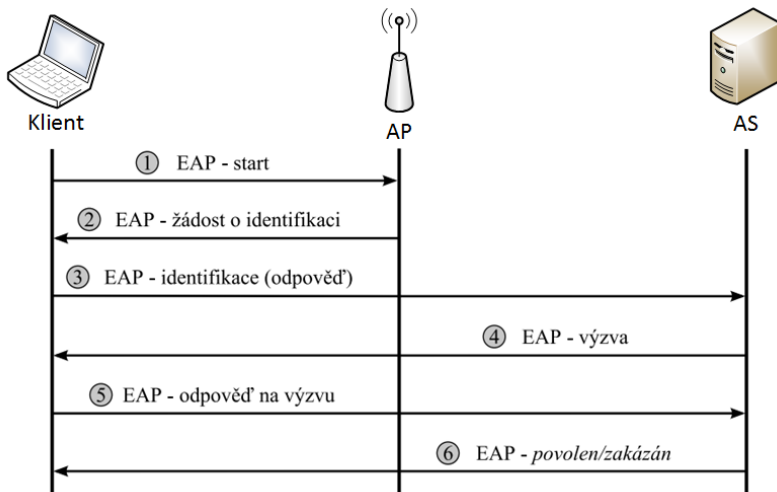 Klient
AP
AS
1 EAP - start
2 EAP - žádost o identifikaci
3 EAP - identifikace (odpověď)
4 EAP - výzva
5 EAP - odpověď na výzvu
6 EAP - povolen/zakázán